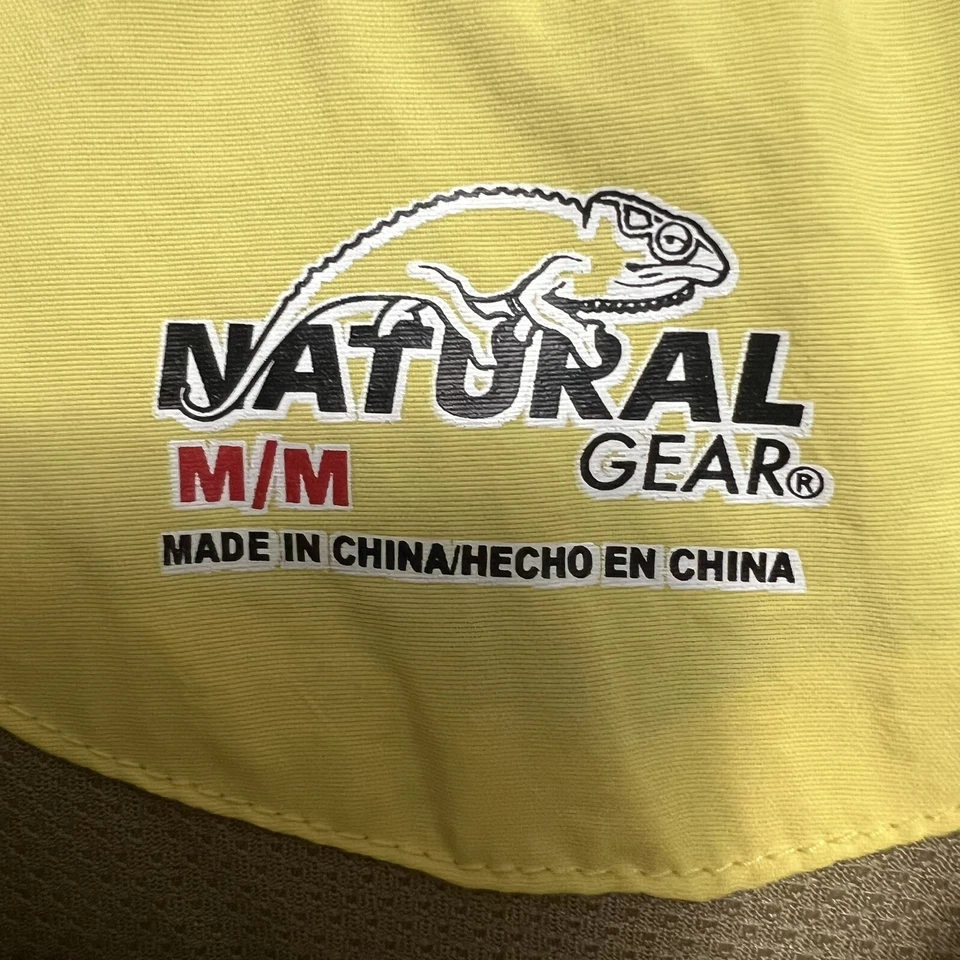 NATURAL
GEAR®
M/M
MADE IN CHINA/HECHO EN CHINA